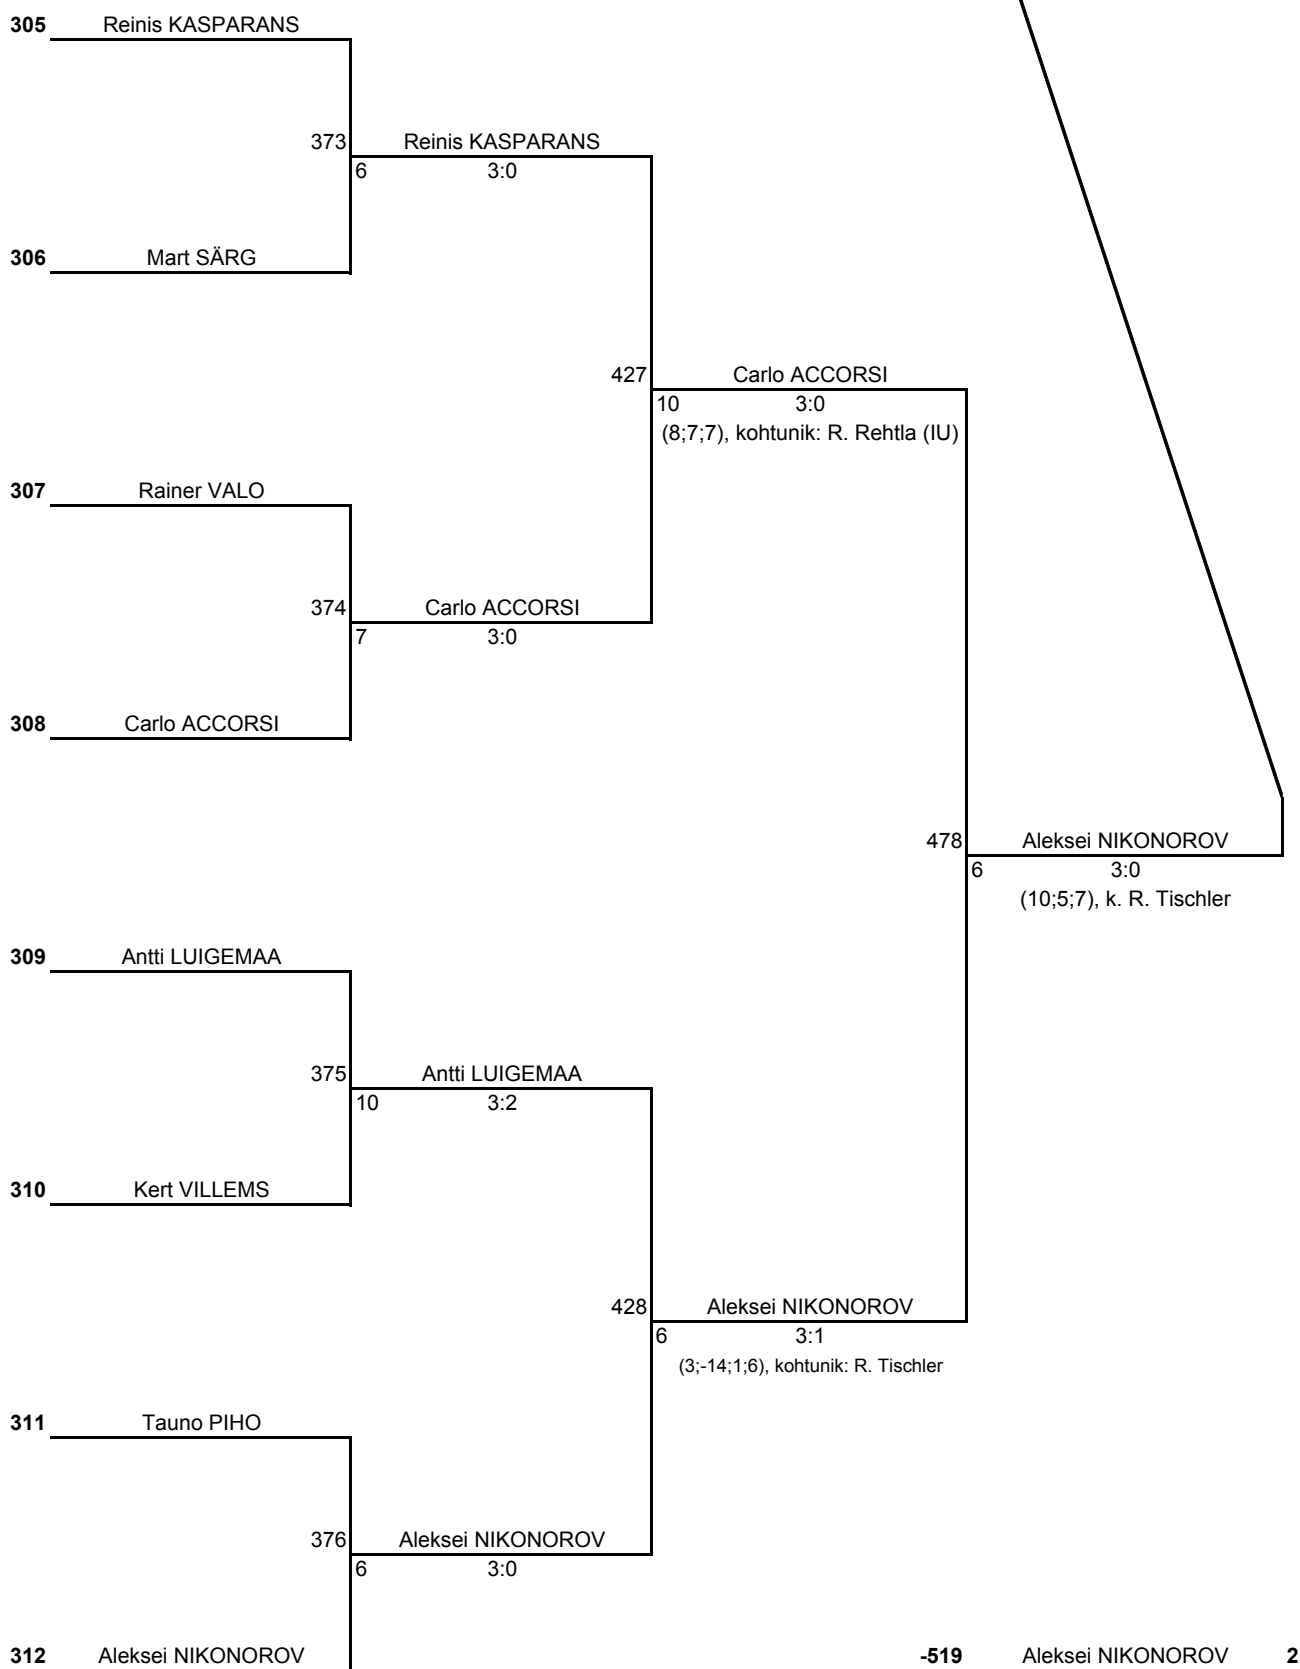 305 Reinis KASPARANS
373 Reinis KASPARANS
6 3:0
306 Mart SÄRG
427 Carlo ACCORSI
10 3:0
(8;7;7), kohtunik: R. Rehtla (IU)
307 Rainer VALO
374 Carlo ACCORSI
7 3:0
308 Carlo ACCORSI
478 Aleksei NIKONOROV
6 3:0
(10;5;7), k. R. Tischler
309 Antti LUIGEMAA
375 Antti LUIGEMAA
10 3:2
310 Kert VILLEMS
428 Aleksei NIKONOROV
6 3:1
(3;-14;1;6), kohtunik: R. Tischler
311 Tauno PIHO
376 Aleksei NIKONOROV
6 3:0
312 Aleksei NIKONOROV -519 Aleksei NIKONOROV 2